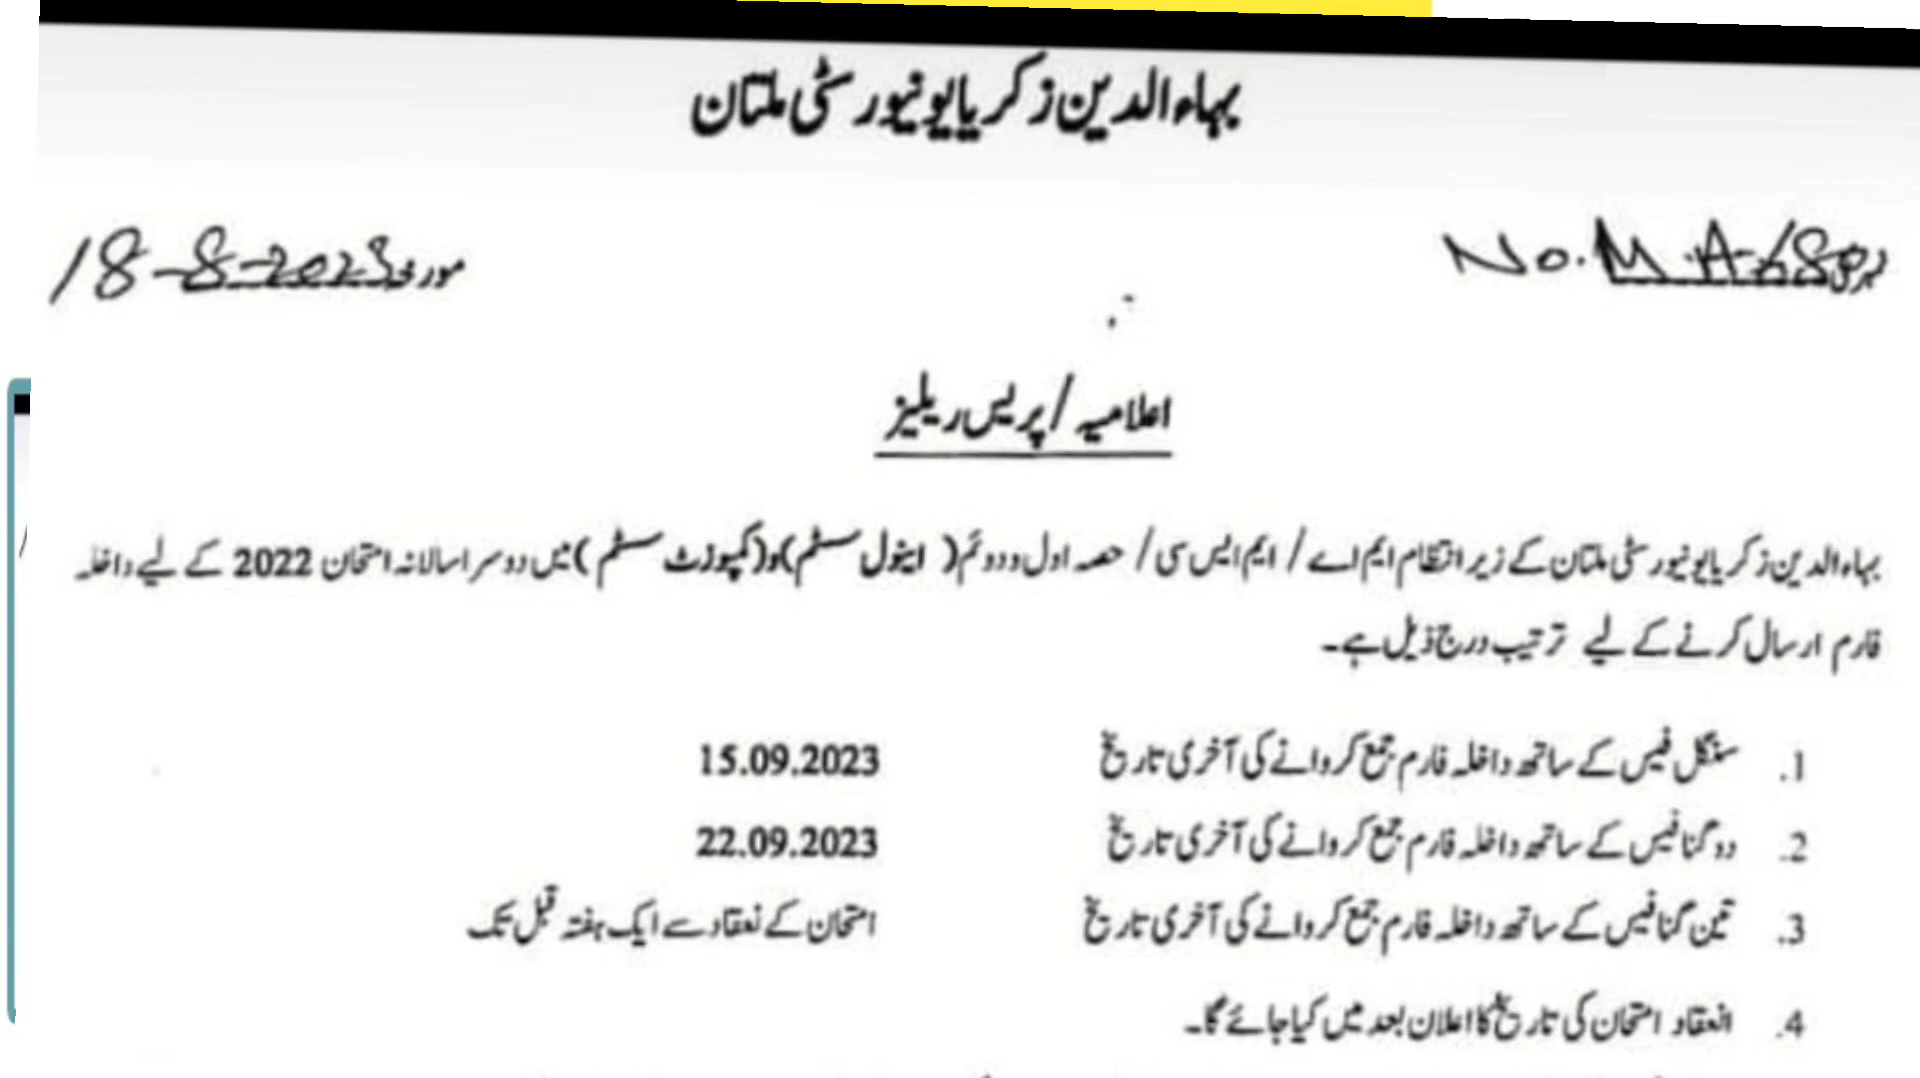 بہاءالدین زکریا یونیورسٹی ملتان
نمبری No. M.A-68
مورخہ 18-8-2023
اعلامیہ / پریس ریلیز
بہاءالدین زکریا یونیورسٹی ملتان کے زیر انتظام ایم اے / ایم ایس سی / حصہ اول و دوئم ( اینول سسٹم) و (کمپوزٹ سسٹم ) میں دوسرا سالانہ امتحان 2022 کے لیے داخلہ
فارم ارسال کرنے کے لیے ترتیب درج ذیل ہے۔
1. سنگل فیس کے ساتھ داخلہ فارم جمع کروانے کی آخری تاریخ 15.09.2023
2. دوگنا فیس کے ساتھ داخلہ فارم جمع کروانے کی آخری تاریخ 22.09.2023
3. تین گنا فیس کے ساتھ داخلہ فارم جمع کروانے کی آخری تاریخ امتحان کے نعقاد سے ایک ہفتہ قبل تک
4. انعقاد امتحان کی تاریخ کا اعلان بعد میں کیا جائے گا۔